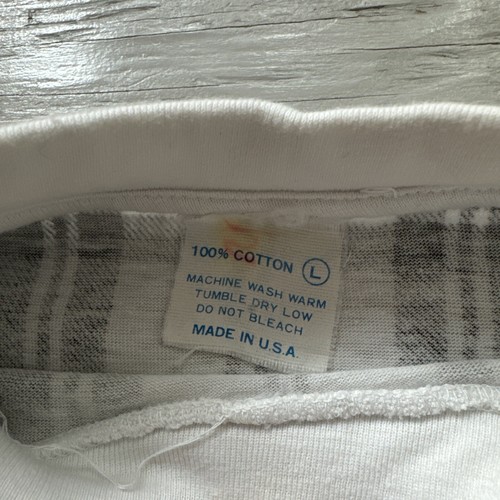 100% COTTON L
MACHINE WASH WARM
TUMBLE DRY LOW
DO NOT BLEACH
MADE IN U.S.A.